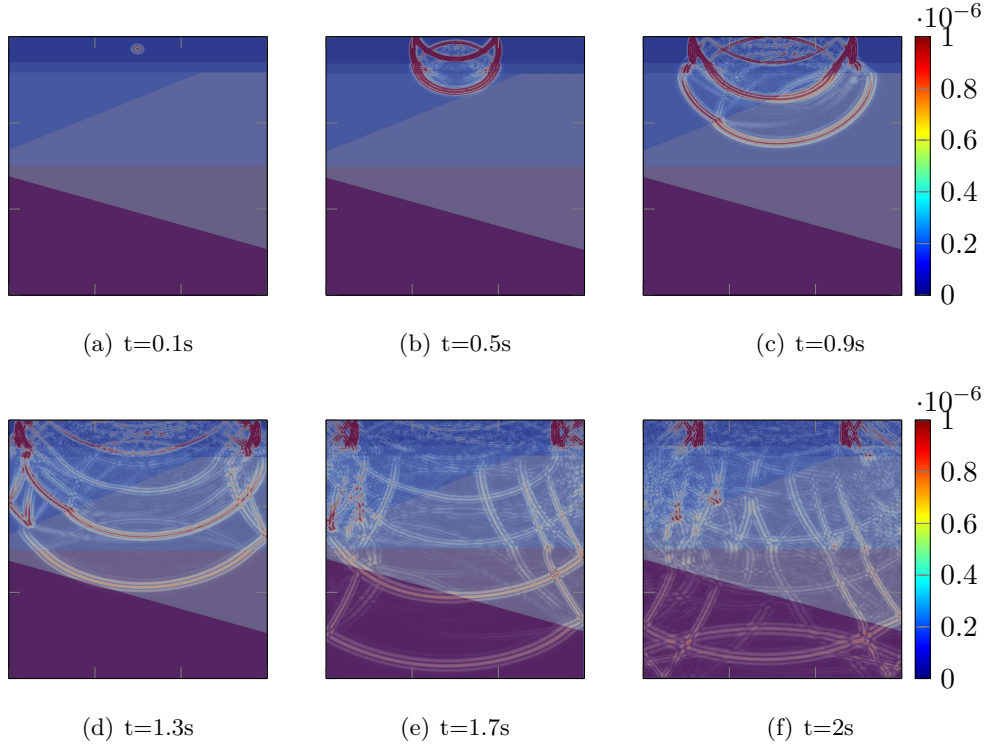 ·10−6
1
0.8
0.6
0.4
0.2
0
(a) t=0.1s
(b) t=0.5s
(c) t=0.9s
·10−6
1
0.8
0.6
0.4
0.2
0
(d) t=1.3s
(e) t=1.7s
(f) t=2s